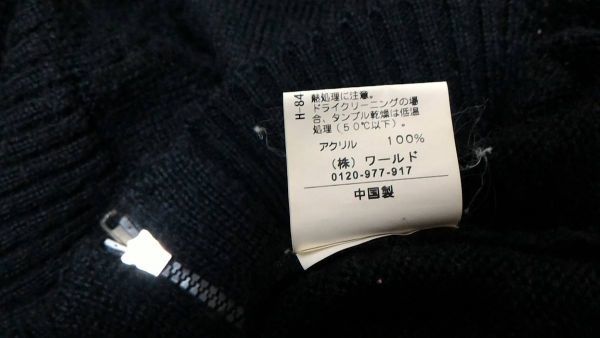 H-84
熱処理に注意。
ドライクリーニングの場
合、タンブル乾燥は低温
処理(50℃以下)。
アクリル 100%
(株) ワールド
0120-977-917
中国製